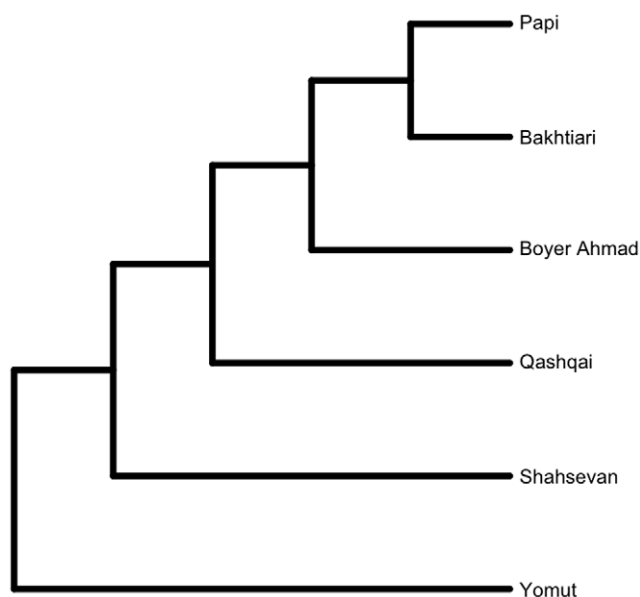 Papi
Bakhtiari
Boyer Ahmad
Qashqai
Shahsevan
Yomut